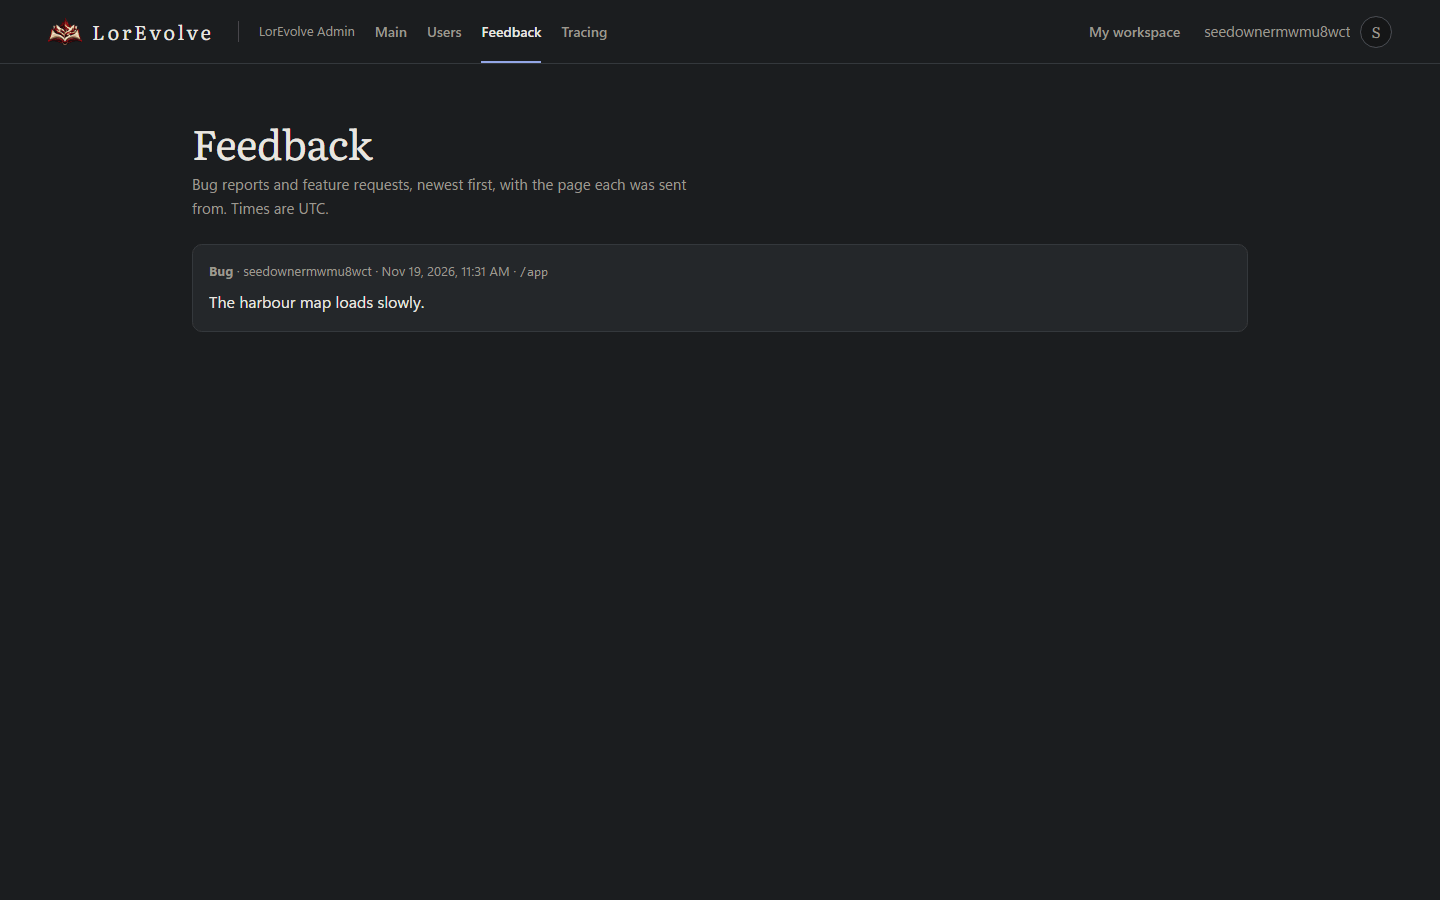 LorEvolve
LorEvolve Admin
Main
Users
Feedback
Tracing
My workspace
seedownermwmu8wct
S
Feedback
Bug reports and feature requests, newest first, with the page each was sent
from. Times are UTC.
Bug · seedownermwmu8wct · Nov 19, 2026, 11:31 AM · /app
The harbour map loads slowly.